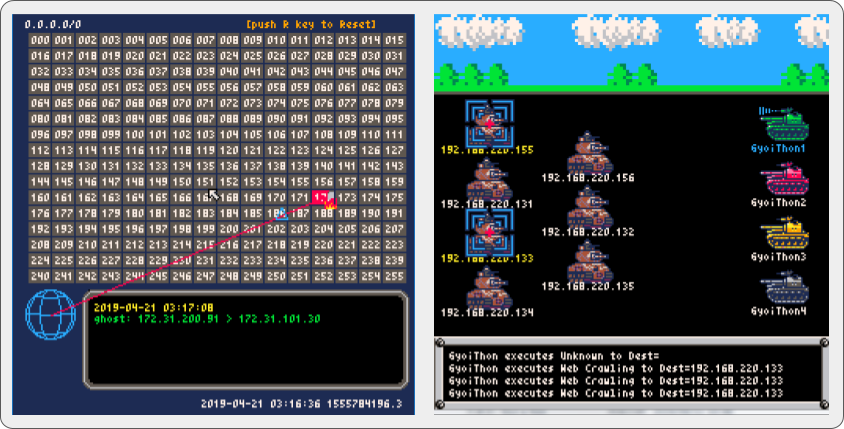 0.0.0.0/0 [push R key to Reset]
000 001 002 003 004 005 006 007 008 009 010 011 012 013 014 015
016 017 018 019 020 021 022 023 024 025 026 027 028 029 030 031
032 033 034 035 036 037 038 039 040 041 042 043 044 045 046 047
048 049 050 051 052 053 054 055 056 057 058 059 060 061 062 063
064 065 066 067 068 069 070 071 072 073 074 075 076 077 078 079
080 081 082 083 084 085 086 087 088 089 090 091 092 093 094 095
096 097 098 099 100 101 102 103 104 105 106 107 108 109 110 111
112 113 114 115 116 117 118 119 120 121 122 123 124 125 126 127
128 129 130 131 132 133 134 135 136 137 138 139 140 141 142 143
144 145 146 147 148 149 150 151 152 153 154 155 156 157 158 159
160 161 162 163 164 165 166 168 169 170 171 173 174 175
176 177 178 179 180 181 182 183 184 185 187 188 189 190 191
192 193 194 195 196 197 198 199 200 201 202 203 204 205 206 207
208 209 210 211 212 213 214 215 216 217 218 219 220 221 222 223
224 225 226 227 228 229 230 231 232 233 234 235 236 237 238 239
240 241 242 243 244 245 246 247 248 249 250 251 252 253 254 255
2019-04-21 03:17:08
ghost: 172.31.200.91 > 172.31.101.30
2019-04-21 03:16:36 1555784196.3
192.168.220.155
GyoiThon1
192.168.220.156
192.168.220.131
GyoiThon2
192.168.220.132
192.168.220.133
GyoiThon3
192.168.220.135
192.168.220.134
GyoiThon4
GyoiThon executes Unknown to Dest=
GyoiThon executes Web Crawling to Dest=192.168.220.133
GyoiThon executes Web Crawling to Dest=192.168.220.133
GyoiThon executes Web Crawling to Dest=192.168.220.133